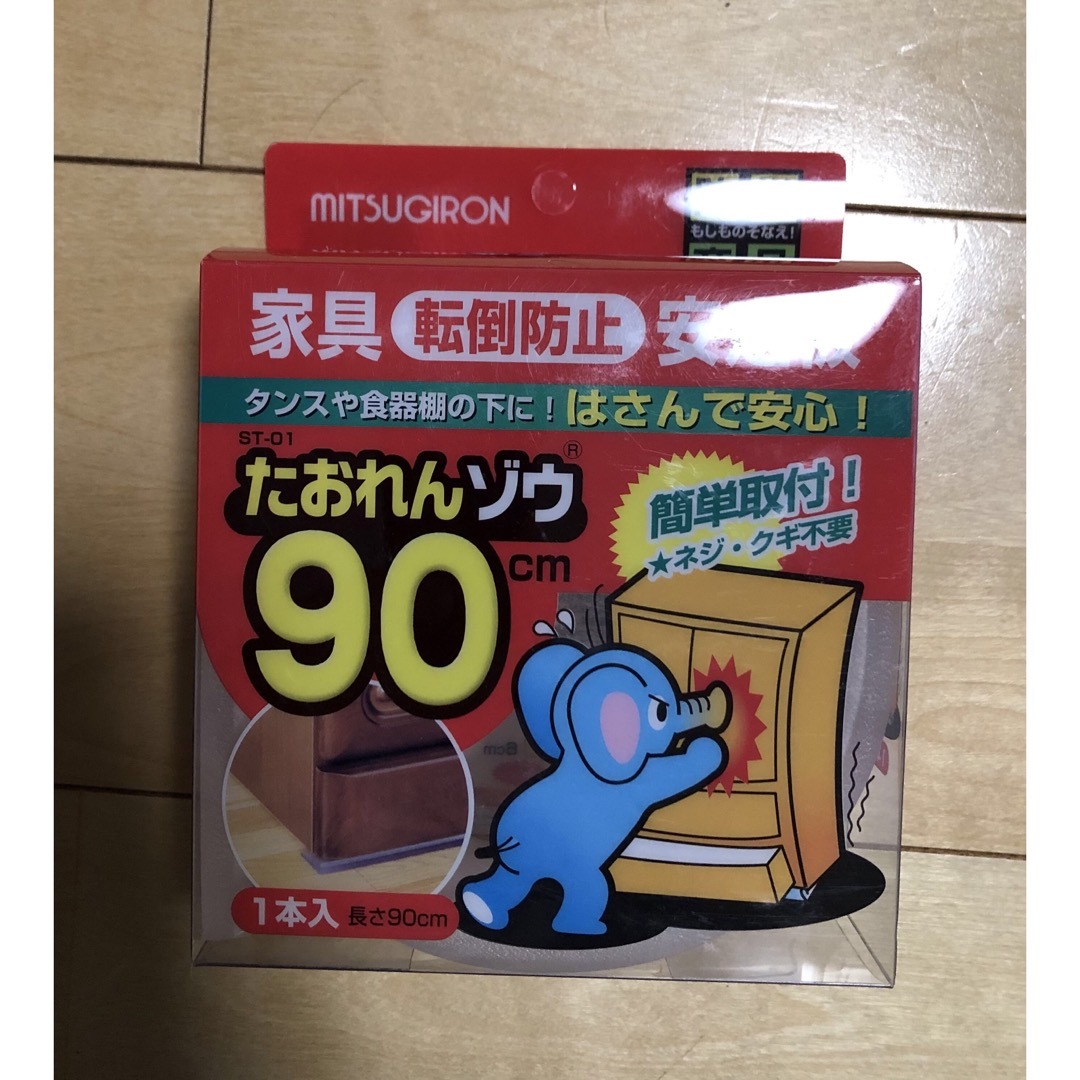 MITSUGIRON
もしものそなえ!
家具 転倒防止 安
タンスや食器棚の下に! はさんで安心!
ST-01
たおれんゾウ®
90cm
簡単取付!
★ネジ・クギ不要
6cm
1本入 長さ90cm